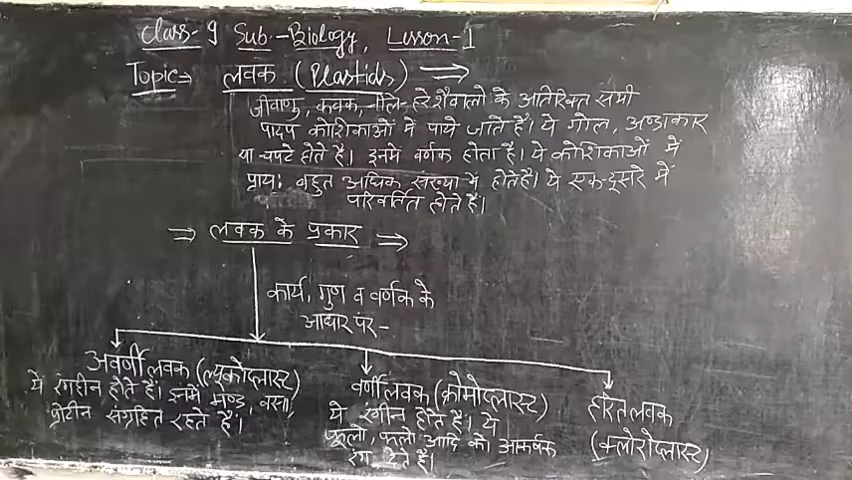 Class-9 Sub.-Biology, Lesson-1
Topic→ लवक (Plastids) ⇒
जीवाणु, कवक, नीले-हरे शैवालो के अतिरिक्त सभी
पादप कोशिकाओं में पाये जाते हैं। ये गोल, अण्डाकार
या चपटे होते हैं। इनमें वर्णक होता है। ये कोशिकाओं में
प्रायः बहुत अधिक संख्या में होते हैं। ये एक-दूसरे में
परिवर्तित होते हैं।
⇒ लवक के प्रकार ⇒
कार्य, गुण व वर्णक के
आधार पर-
अवर्णी लवक (ल्यूकोप्लास्ट)
ये रंगहीन होते हैं। इनमें मण्ड, वसा,
प्रोटीन संग्रहित रहते हैं।
वर्णी लवक (क्रोमोप्लास्ट)
ये रंगीन होते हैं। ये
फूलो, फलो आदि को आकर्षक
रंग देते हैं।
हरित लवक
(क्लोरोप्लास्ट)